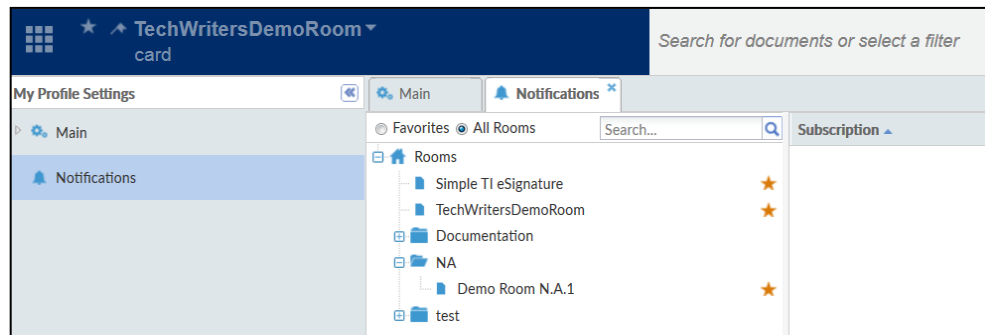 TechWritersDemoRoom
card
Search for documents or select a filter
My Profile Settings
Main
Notifications
Main
Notifications
Favorites All Rooms Search...
Subscription
Rooms
Simple TI eSignature
TechWritersDemoRoom
Documentation
NA
Demo Room N.A.1
test